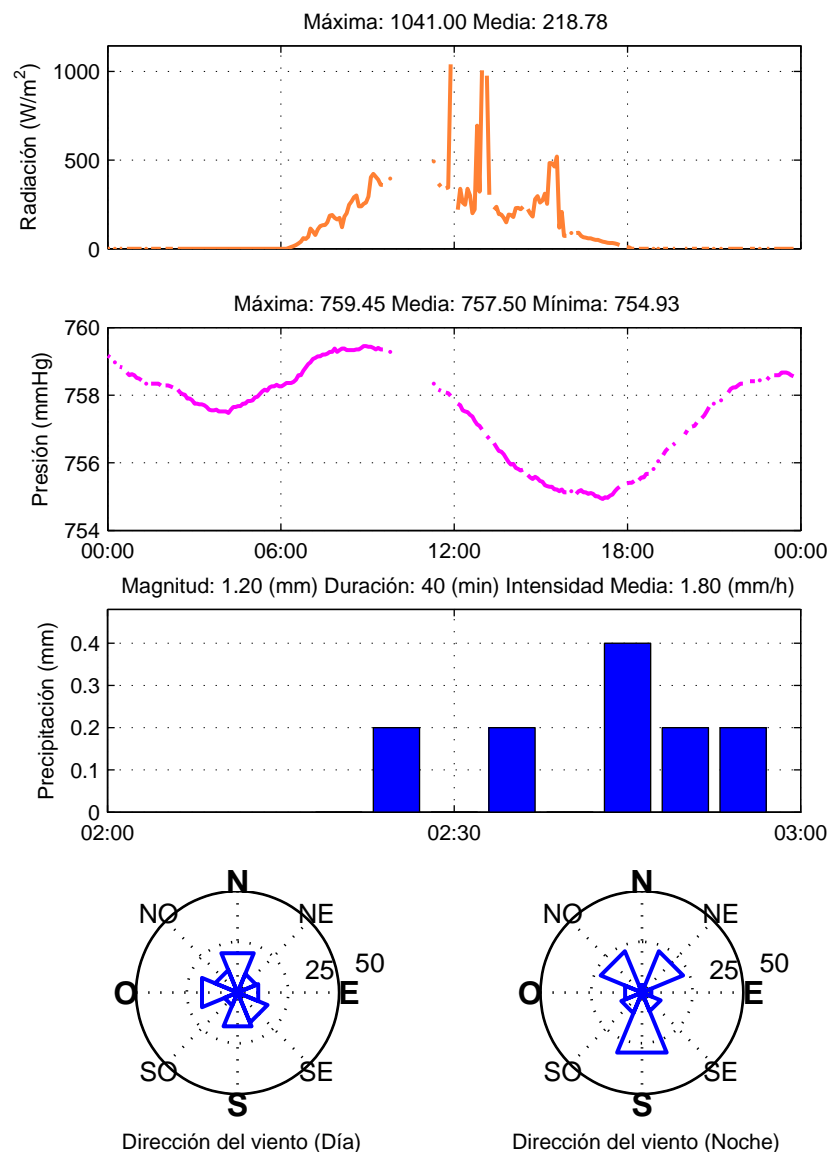 Máxima: 1041.00 Media: 218.78
1000
500
0
Radiación (W/m²)
Máxima: 759.45 Media: 757.50 Mínima: 754.93
760
758
756
754
Presión (mmHg)
00:00 06:00 12:00 18:00 00:00
Magnitud: 1.20 (mm) Duración: 40 (min) Intensidad Media: 1.80 (mm/h)
0.4
0.3
0.2
0.1
0
Precipitación (mm)
02:00 02:30 03:00
N
NO NE
25 50
O E
SO SE
S
Dirección del viento (Día)
N
NO NE
25 50
O E
SO SE
S
Dirección del viento (Noche)